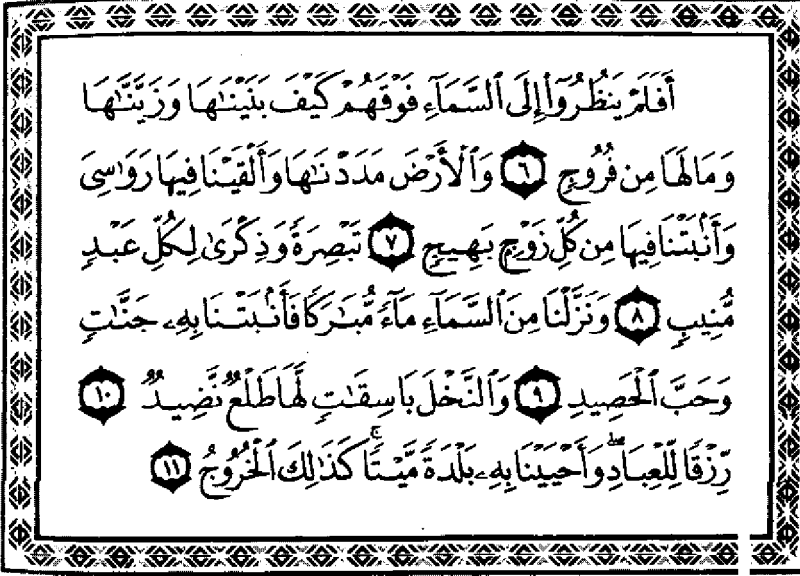 أَفَلَمْ يَنظُرُوٓا۟ إِلَى ٱلسَّمَآءِ فَوْقَهُمْ كَيْفَ بَنَيْنَٰهَا وَزَيَّنَّٰهَا
وَمَا لَهَا مِن فُرُوجٍ ٦ وَٱلْأَرْضَ مَدَدْنَٰهَا وَأَلْقَيْنَا فِيهَا رَوَٰسِىَ
وَأَنۢبَتْنَا فِيهَا مِن كُلِّ زَوْجٍۭ بَهِيجٍ ٧ تَبْصِرَةً وَذِكْرَىٰ لِكُلِّ عَبْدٍ
مُّنِيبٍ ٨ وَنَزَّلْنَا مِنَ ٱلسَّمَآءِ مَآءً مُّبَٰرَكًا فَأَنۢبَتْنَا بِهِۦ جَنَّٰتٍ
وَحَبَّ ٱلْحَصِيدِ ٩ وَٱلنَّخْلَ بَاسِقَٰتٍ لَّهَا طَلْعٌ نَّضِيدٌ ١٠
رِّزْقًا لِّلْعِبَادِ ۖ وَأَحْيَيْنَا بِهِۦ بَلْدَةً مَّيْتًا ۚ كَذَٰلِكَ ٱلْخُرُوجُ ١١